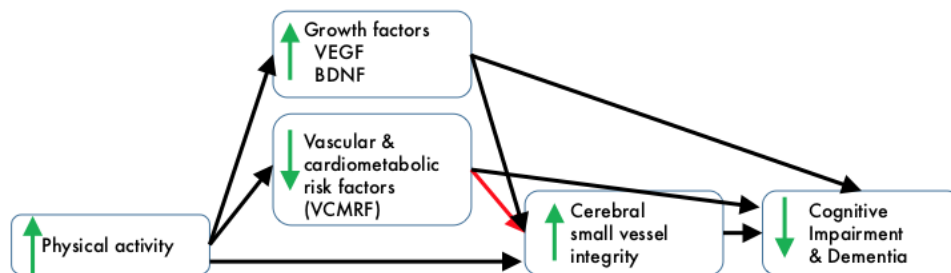 Growth factors
VEGF
BDNF
Vascular &
cardiometabolic
risk factors
(VCMRF)
Physical activity
Cerebral
small vessel
integrity
Cognitive
Impairment
& Dementia